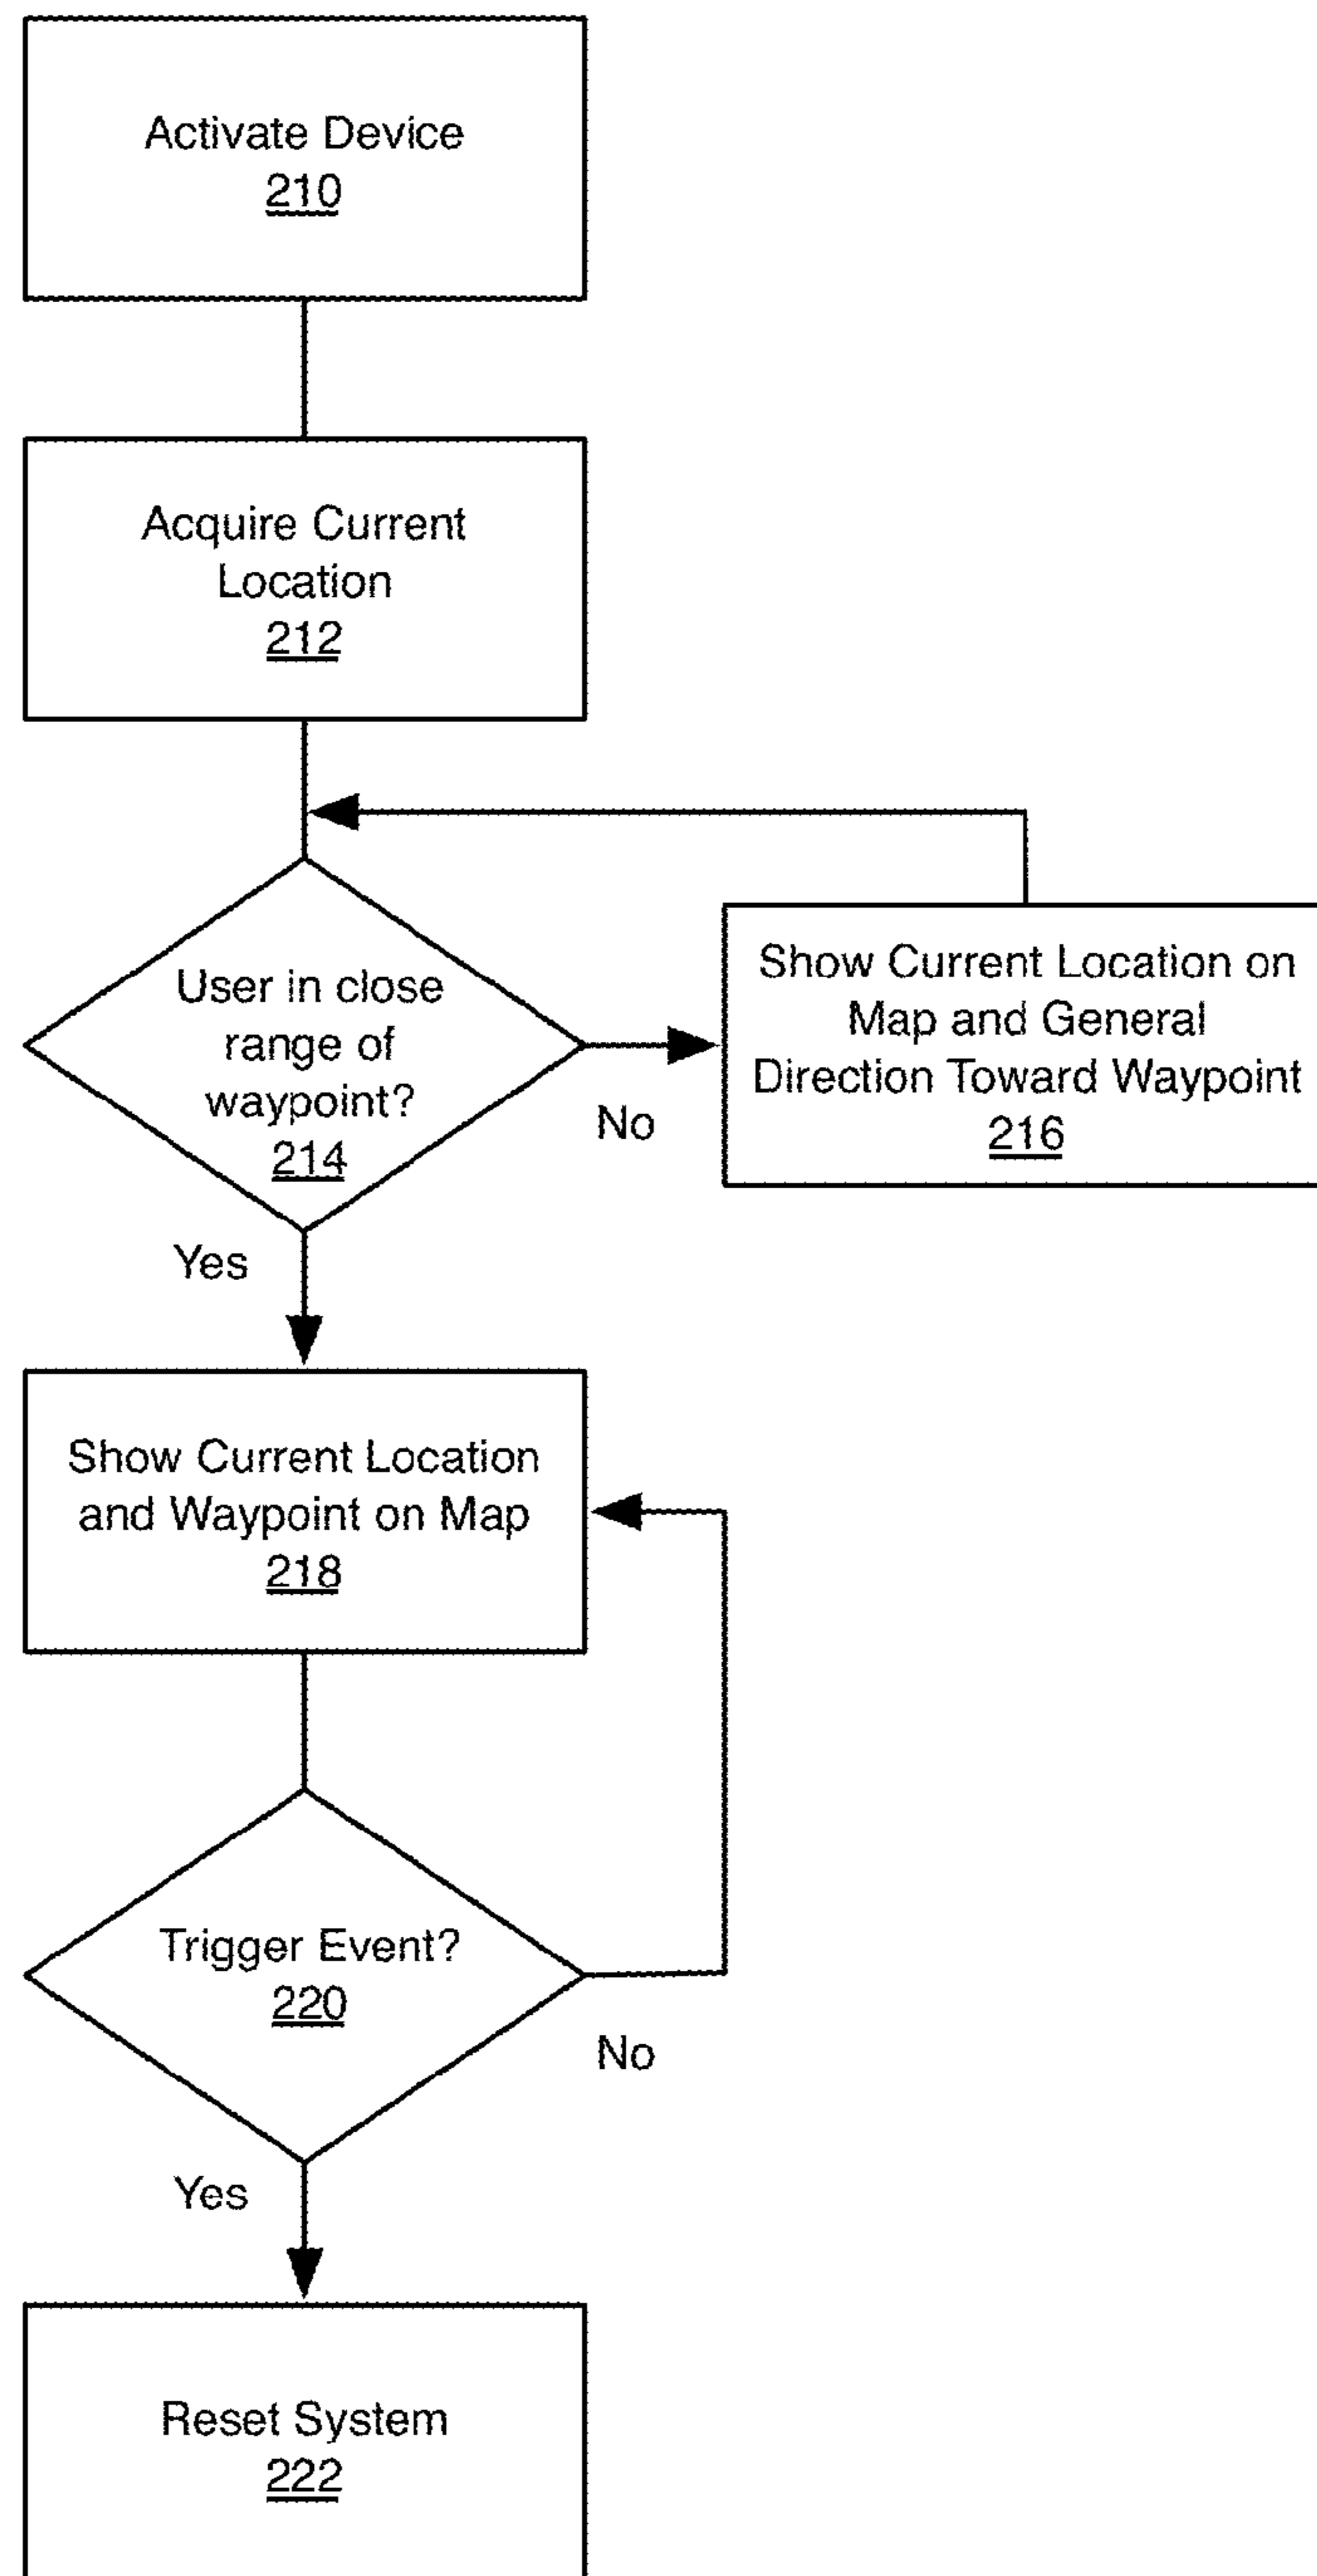 Activate Device
210
Acquire Current
Location
212
User in close
range of
waypoint?
214
No
Show Current Location on
Map and General
Direction Toward Waypoint
216
Yes
Show Current Location
and Waypoint on Map
218
Trigger Event?
220
No
Yes
Reset System
222